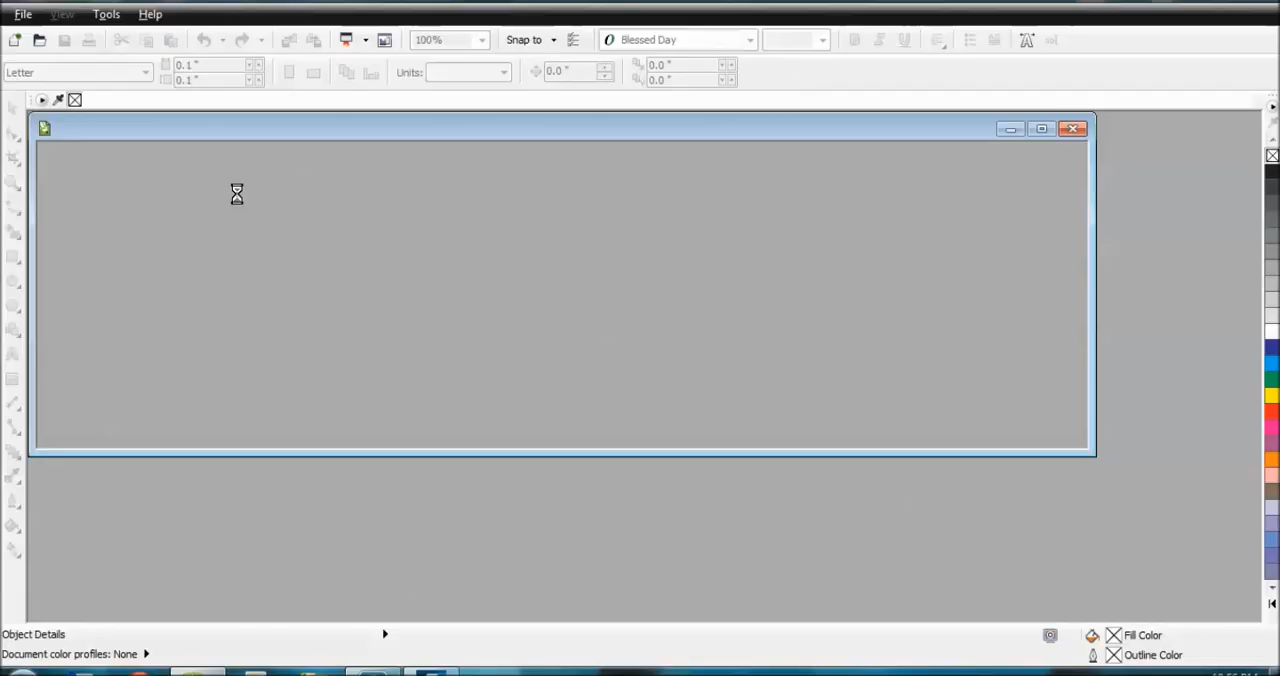 File View Tools Help
100% Snap to Blessed Day
Letter 0.1 " 0.1 " Units: 0.0 " 0.0 " 0.0 "
Object Details
Fill Color
Document color profiles: None
Outline Color